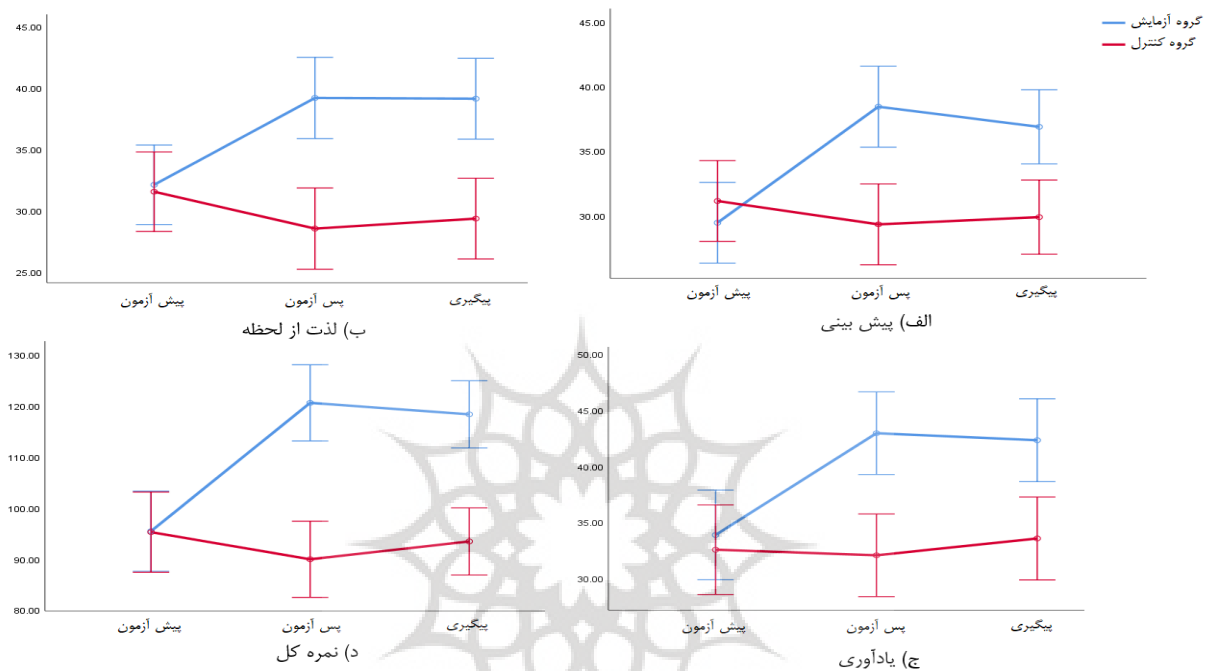 گروه آزمایش
گروه کنترل
45.00
40.00
35.00
30.00
پیش آزمون
پس آزمون
پیگیری
الف) پیش بینی
45.00
40.00
35.00
30.00
25.00
پیش آزمون
پس آزمون
پیگیری
ب) لذت از لحظه
50.00
45.00
40.00
35.00
30.00
پیش آزمون
پس آزمون
پیگیری
ج) یادآوری
130.00
120.00
110.00
100.00
90.00
80.00
پیش آزمون
پس آزمون
پیگیری
د) نمره کل